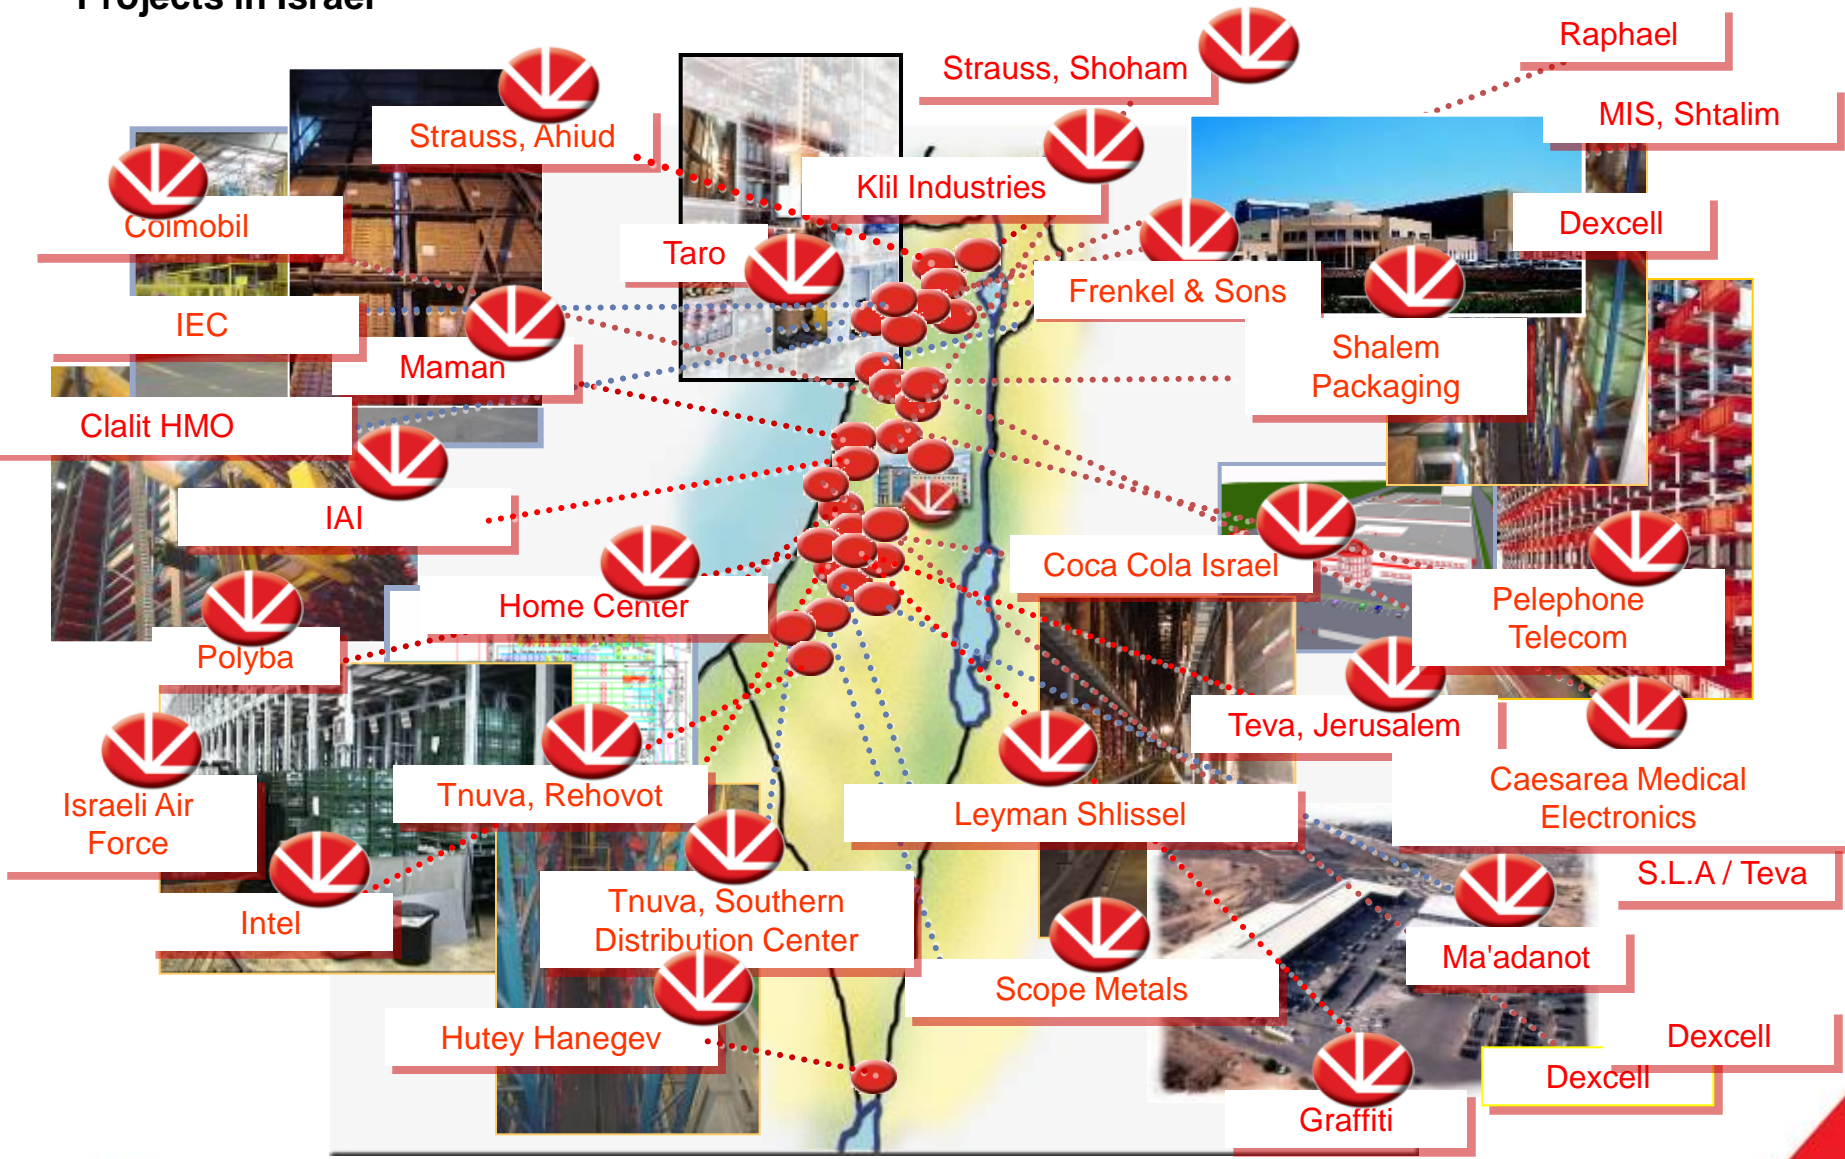 Projects in Israel
Raphael
Strauss, Shoham
MIS, Shtalim
Strauss, Ahiud
Klil Industries
Colmobil
Taro
Dexcell
Frenkel & Sons
IEC
Shalem
Packaging
Maman
Clalit HMO
IAI
Coca Cola Israel
Home Center
Pelephone
Telecom
Polyba
Teva, Jerusalem
Tnuva, Rehovot
Caesarea Medical
Electronics
Israeli Air
Force
Leyman Shlissel
S.L.A / Teva
Intel
Tnuva, Southern
Distribution Center
Ma'adanot
Scope Metals
Hutey Hanegev
Dexcell
Dexcell
Graffiti